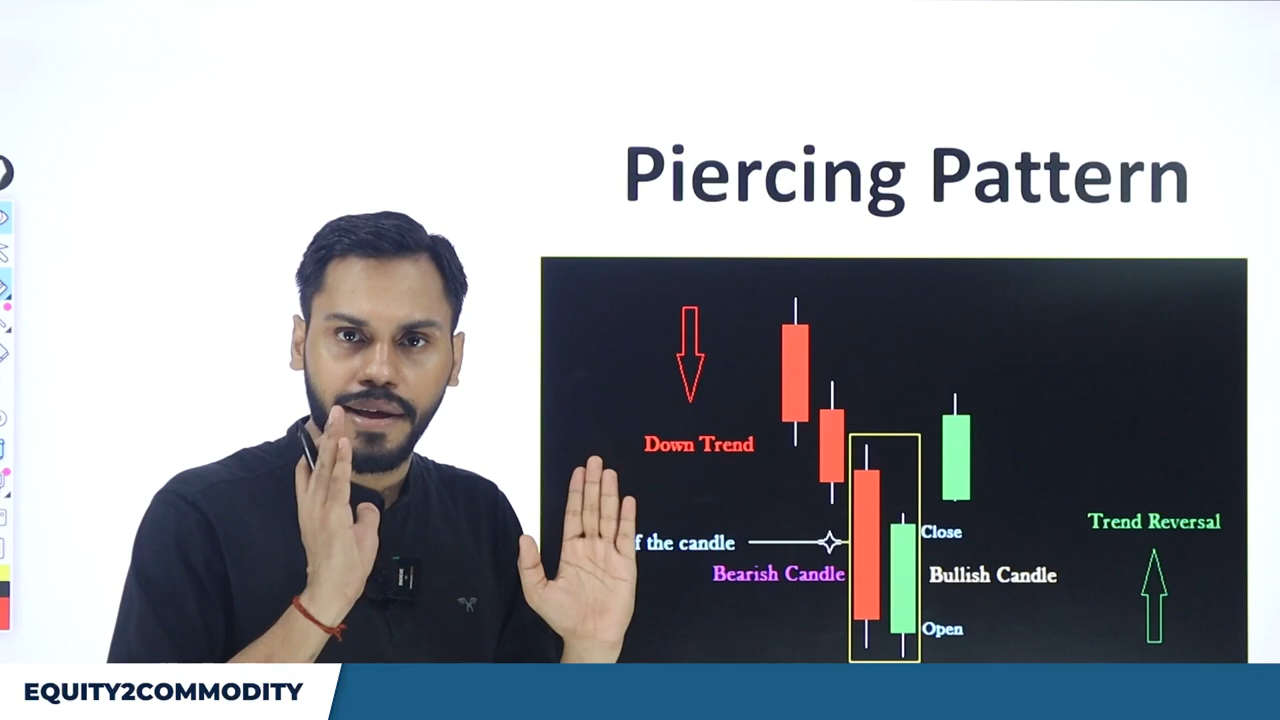 Piercing Pattern
Down Trend
f the candle
Bearish Candle
Close
Bullish Candle
Open
Trend Reversal
EQUITY2COMMODITY